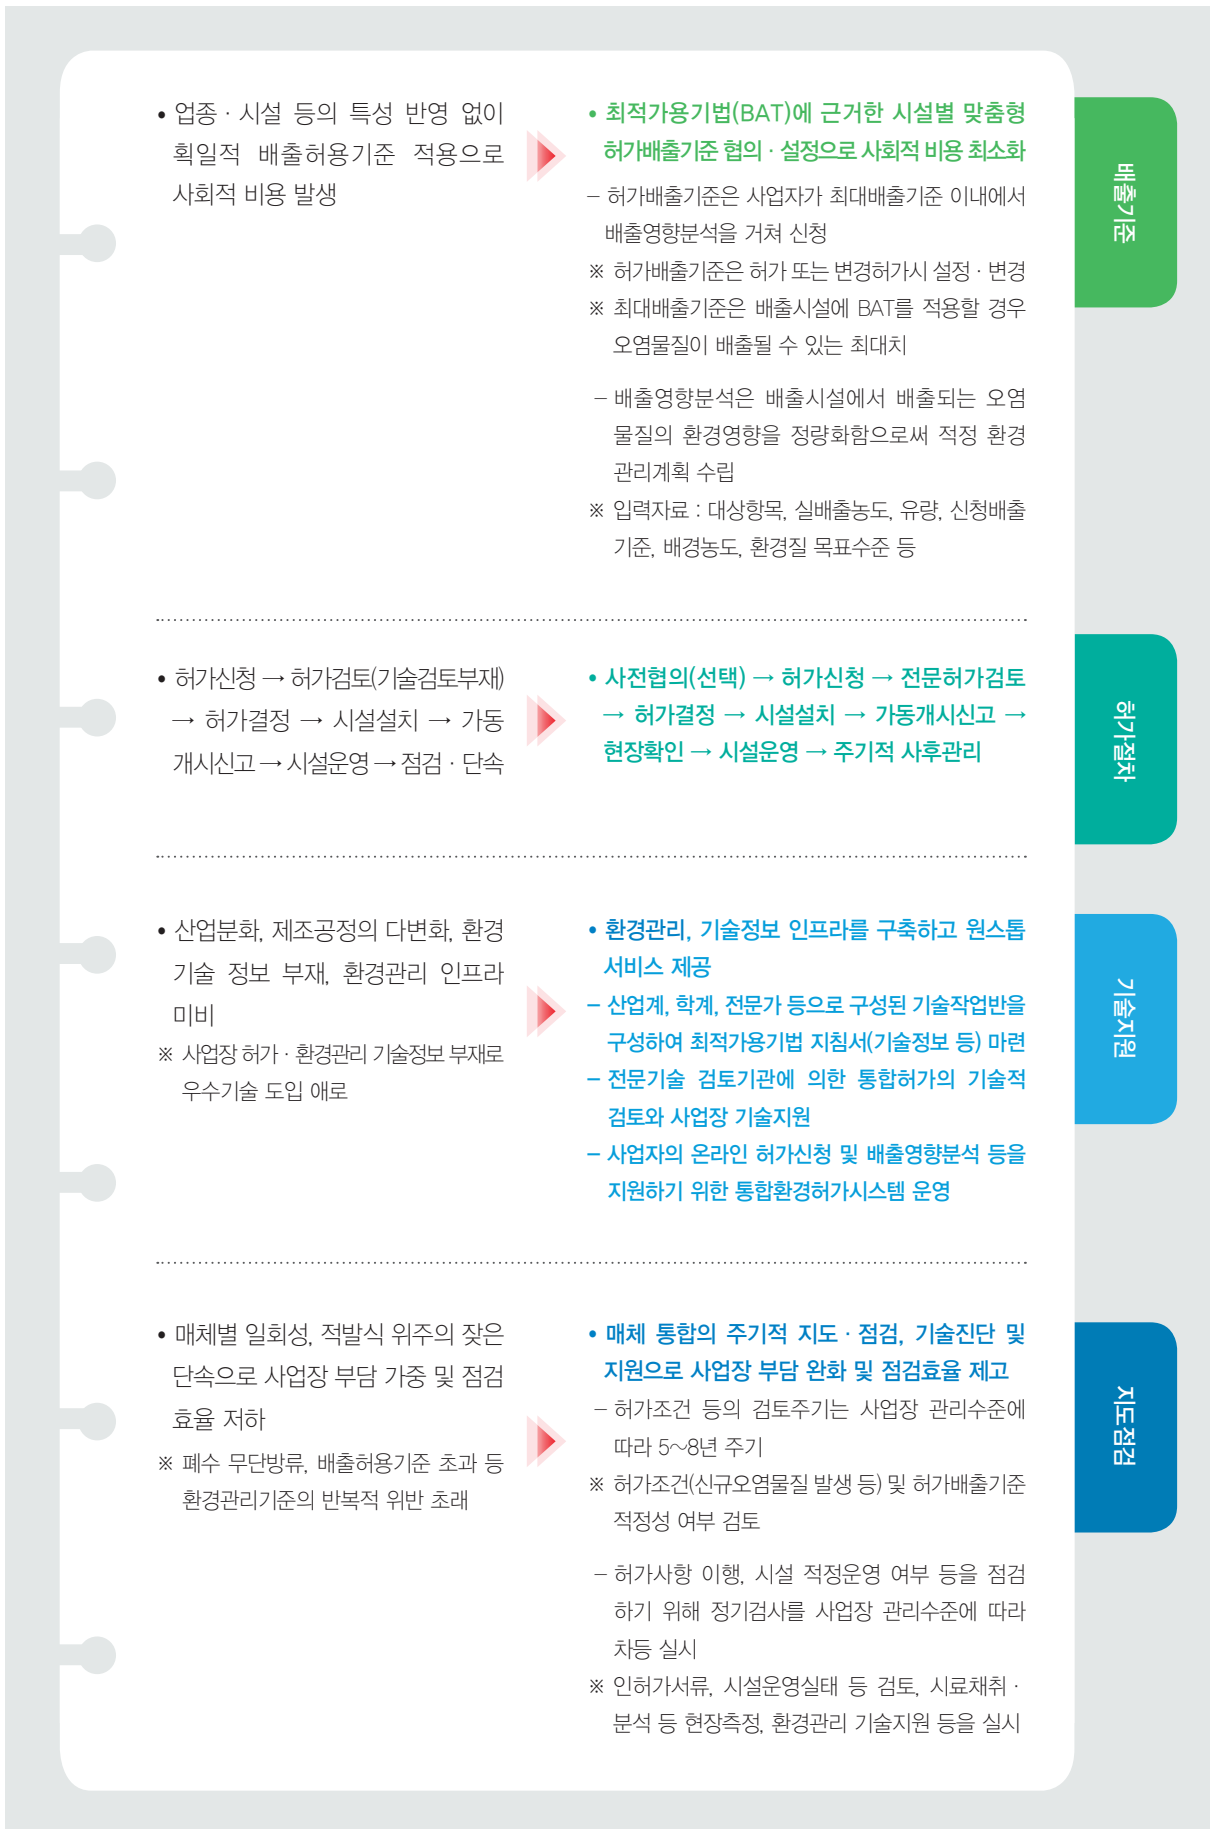 • 업종 · 시설 등의 특성 반영 없이
획일적 배출허용기준 적용으로
사회적 비용 발생
• 최적가용기법(BAT)에 근거한 시설별 맞춤형
허가배출기준 협의 · 설정으로 사회적 비용 최소화
– 허가배출기준은 사업자가 최대배출기준 이내에서
배출영향분석을 거쳐 신청
※ 허가배출기준은 허가 또는 변경허가시 설정 · 변경
※ 최대배출기준은 배출시설에 BAT를 적용할 경우
오염물질이 배출될 수 있는 최대치
– 배출영향분석은 배출시설에서 배출되는 오염
물질의 환경영향을 정량화함으로써 적정 환경
관리계획 수립
※ 입력자료 : 대상항목, 실배출농도, 유량, 신청배출
기준, 배경농도, 환경질 목표수준 등
배출기준
• 허가신청 → 허가검토(기술검토부재)
→ 허가결정 → 시설설치 → 가동
개시신고 → 시설운영 → 점검 · 단속
• 사전협의(선택) → 허가신청 → 전문허가검토
→ 허가결정 → 시설설치 → 가동개시신고 →
현장확인 → 시설운영 → 주기적 사후관리
허가절차
• 산업분화, 제조공정의 다변화, 환경
기술 정보 부재, 환경관리 인프라
미비
※ 사업장 허가 · 환경관리 기술정보 부재로
우수기술 도입 애로
• 환경관리, 기술정보 인프라를 구축하고 원스톱
서비스 제공
– 산업계, 학계, 전문가 등으로 구성된 기술작업반을
구성하여 최적가용기법 지침서(기술정보 등) 마련
– 전문기술 검토기관에 의한 통합허가의 기술적
검토와 사업장 기술지원
– 사업자의 온라인 허가신청 및 배출영향분석 등을
지원하기 위한 통합환경허가시스템 운영
기술지원
• 매체별 일회성, 적발식 위주의 잦은
단속으로 사업장 부담 가중 및 점검
효율 저하
※ 폐수 무단방류, 배출허용기준 초과 등
환경관리기준의 반복적 위반 초래
• 매체 통합의 주기적 지도 · 점검, 기술진단 및
지원으로 사업장 부담 완화 및 점검효율 제고
– 허가조건 등의 검토주기는 사업장 관리수준에
따라 5~8년 주기
※ 허가조건(신규오염물질 발생 등) 및 허가배출기준
적정성 여부 검토
– 허가사항 이행, 시설 적정운영 여부 등을 점검
하기 위해 정기검사를 사업장 관리수준에 따라
차등 실시
※ 인허가서류, 시설운영실태 등 검토, 시료채취 ·
분석 등 현장측정, 환경관리 기술지원 등을 실시
지도점검